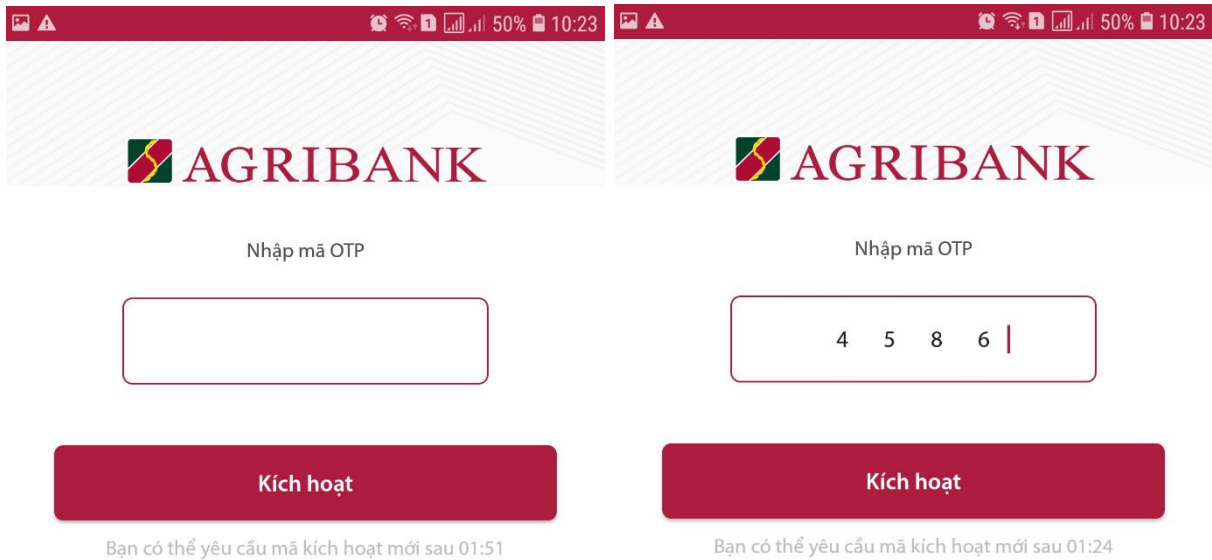 50% 10:23
AGRIBANK
Nhập mã OTP
Kích hoạt
Bạn có thể yêu cầu mã kích hoạt mới sau 01:51
1 50% 10:23
AGRIBANK
Nhập mã OTP
4 5 8 6
Kích hoạt
Bạn có thể yêu cầu mã kích hoạt mới sau 01:24